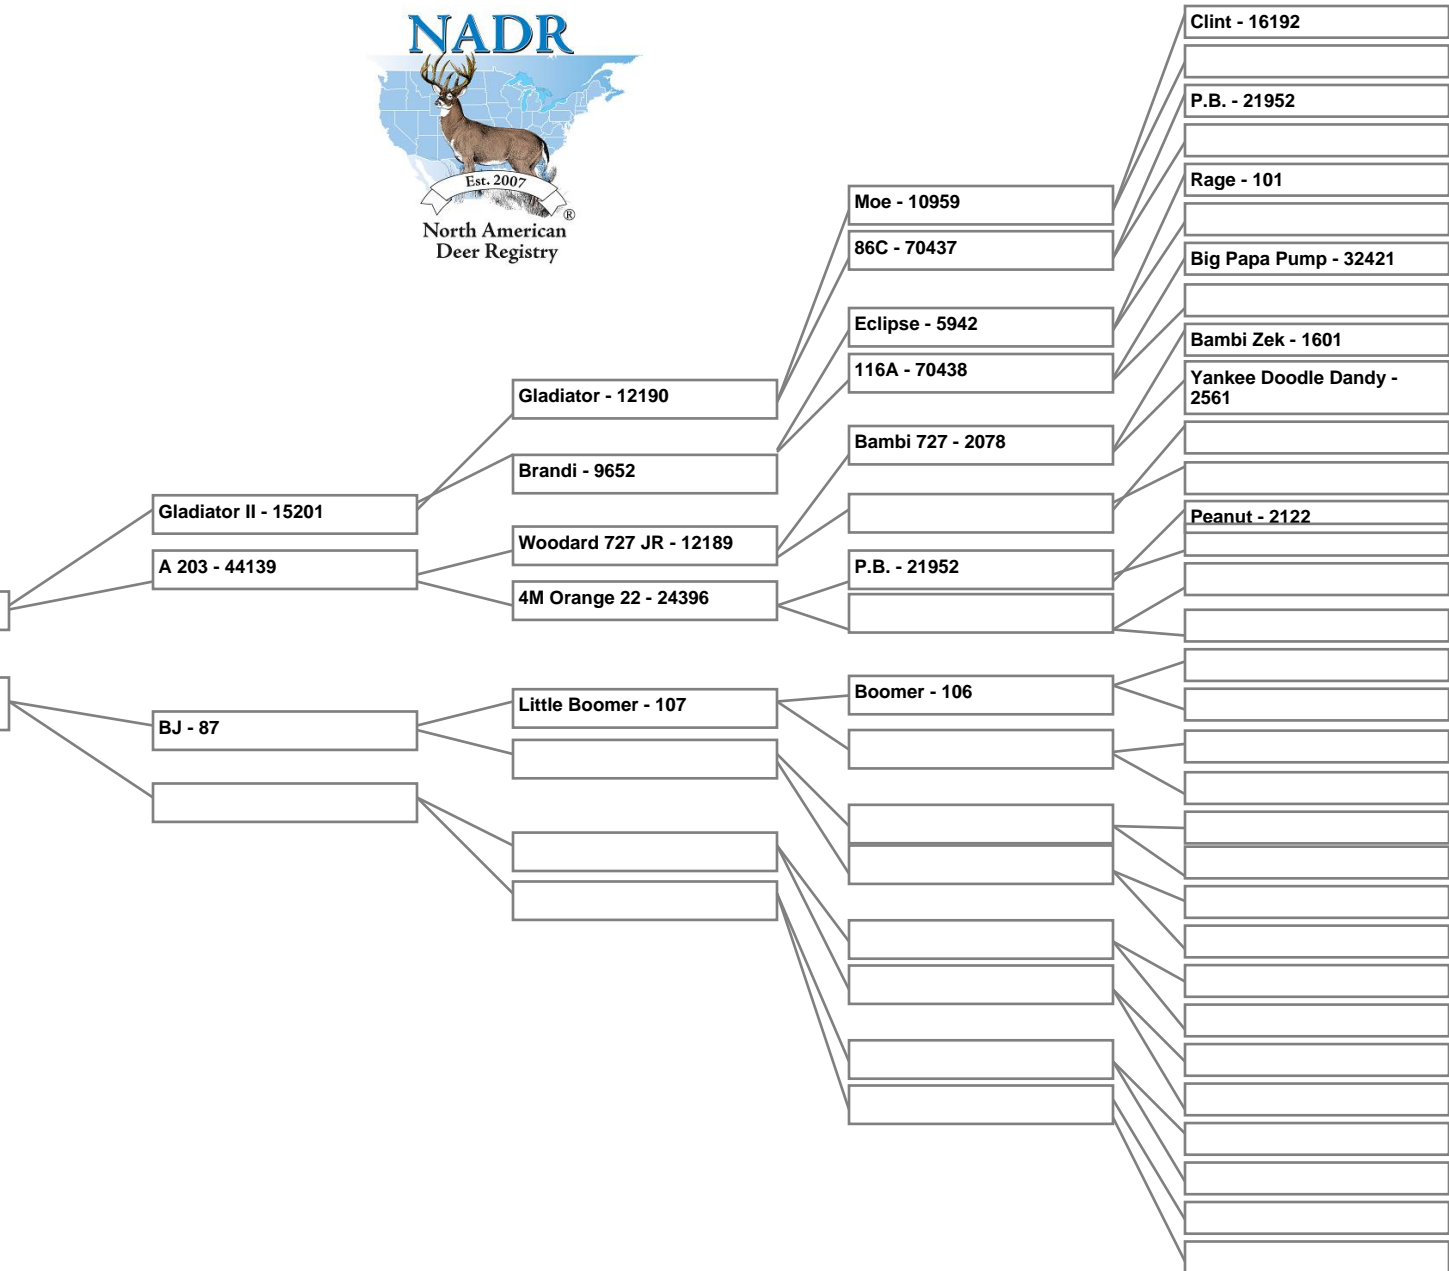 NADR
Est. 2007
®
North American
Deer Registry
Gladiator II - 15201
A 203 - 44139
BJ - 87
Gladiator - 12190
Brandi - 9652
Woodard 727 JR - 12189
4M Orange 22 - 24396
Little Boomer - 107
Moe - 10959
86C - 70437
Eclipse - 5942
116A - 70438
Bambi 727 - 2078
P.B. - 21952
Boomer - 106
Clint - 16192
P.B. - 21952
Rage - 101
Big Papa Pump - 32421
Bambi Zek - 1601
Yankee Doodle Dandy -
2561
Peanut - 2122